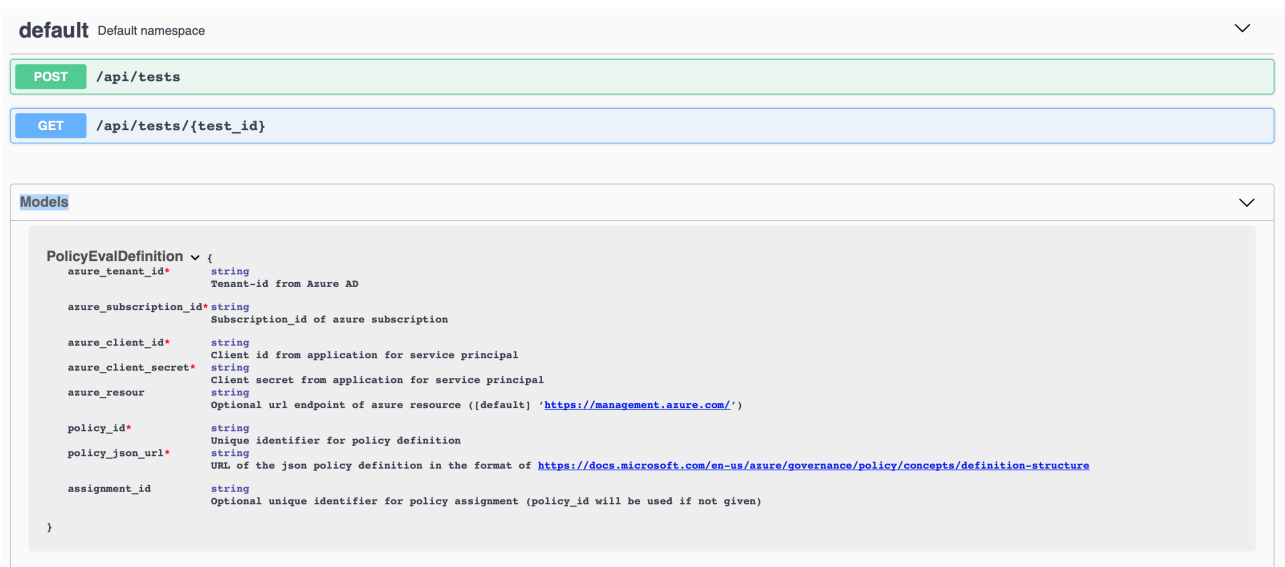 default Default namespace
POST /api/tests
GET /api/tests/{test_id}
Models
PolicyEvalDefinition {
azure_tenant_id* string
Tenant-id from Azure AD
azure_subscription_id* string
Subscription_id of azure subscription
azure_client_id* string
Client id from application for service principal
azure_client_secret* string
Client secret from application for service principal
azure_resour string
Optional url endpoint of azure resource ([default] ‘https://management.azure.com/’)
policy_id* string
Unique identifier for policy definition
policy_json_url* string
URL of the json policy definition in the format of https://docs.microsoft.com/en-us/azure/governance/policy/concepts/definition-structure
assignment_id string
Optional unique identifier for policy assignment (policy_id will be used if not given)
}